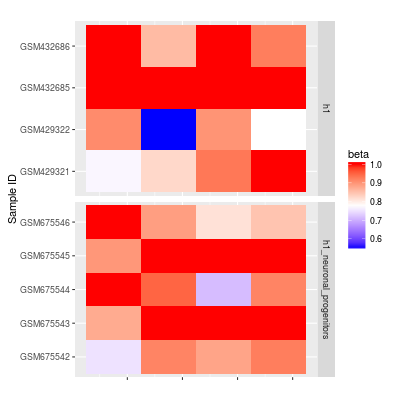 Sample ID
GSM432686
GSM432685
GSM429322
GSM429321
h1
GSM675546
GSM675545
GSM675544
GSM675543
GSM675542
h1_neuronal_progenitors
beta
1.0
0.9
0.8
0.7
0.6